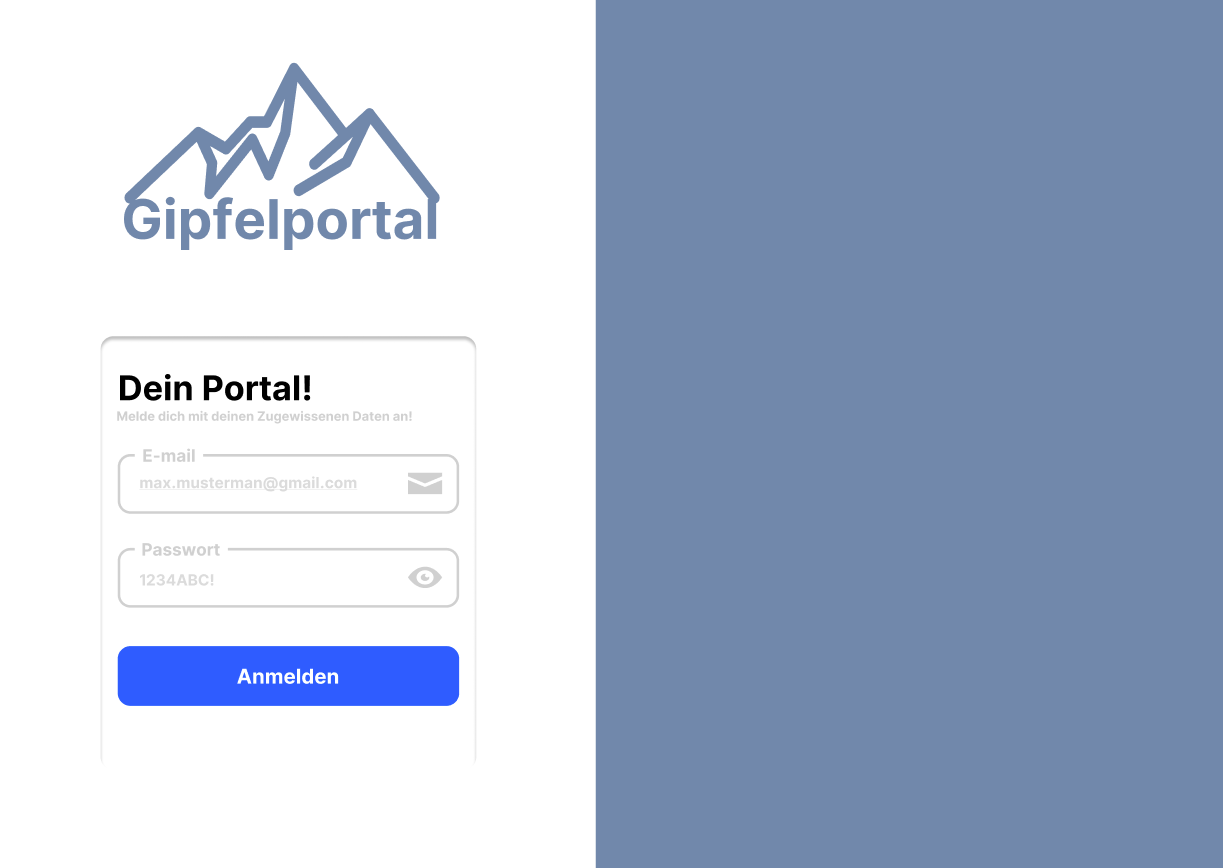 Gipfelportal
Dein Portal!
Melde dich mit deinen Zugewissenen Daten an!
E-mail
max.musterman@gmail.com
Passwort
1234ABC!
Anmelden